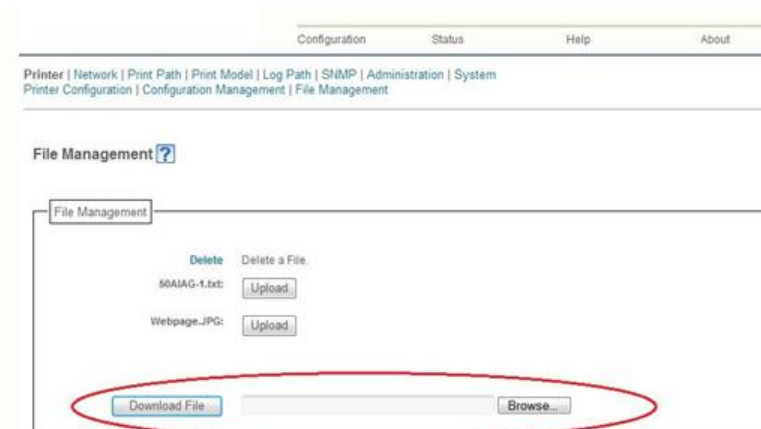 Configuration Status Help About
Printer | Network | Print Path | Print Model | Log Path | SNMP | Administration | System
Printer Configuration | Configuration Management | File Management
File Management ?
File Management
Delete Delete a File.
50AIAG-1.txt: Upload
Webpage.JPG: Upload
Download File Browse...